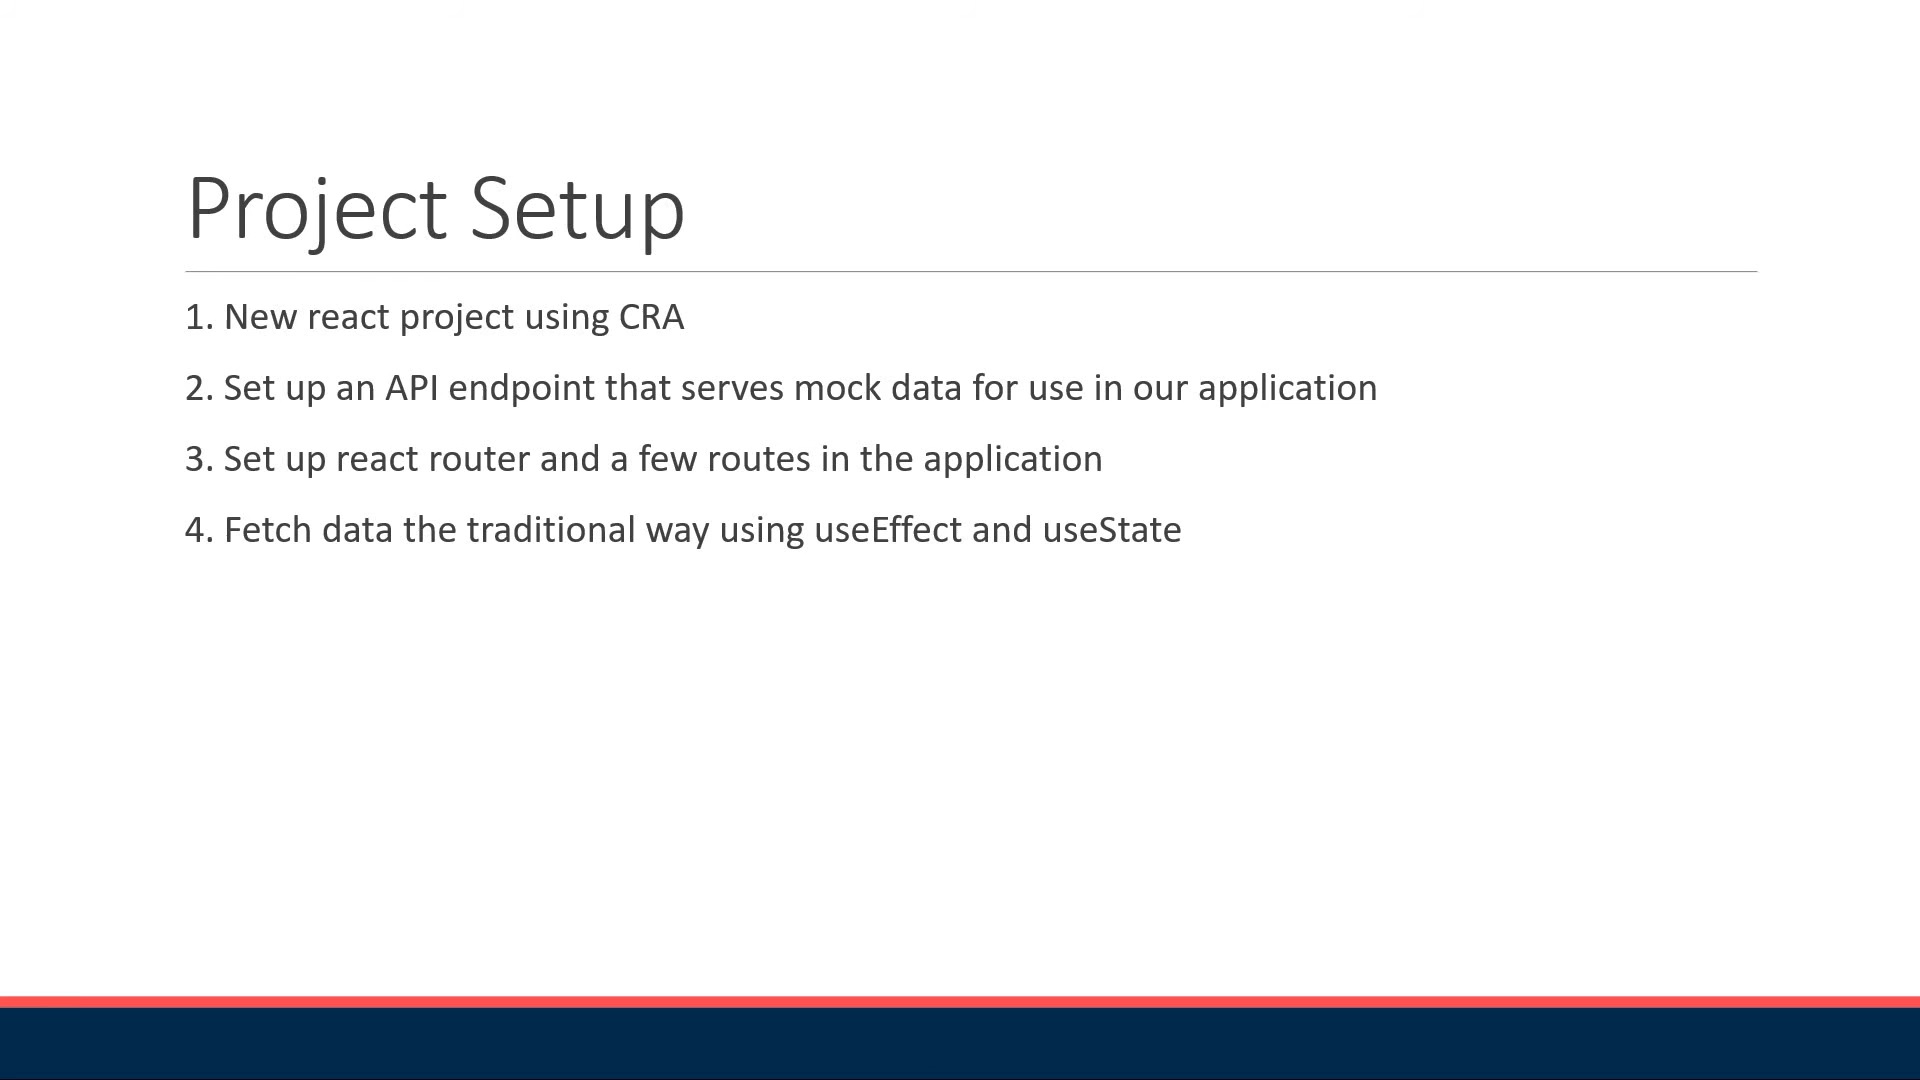 Project Setup
1. New react project using CRA
2. Set up an API endpoint that serves mock data for use in our application
3. Set up react router and a few routes in the application
4. Fetch data the traditional way using useEffect and useState